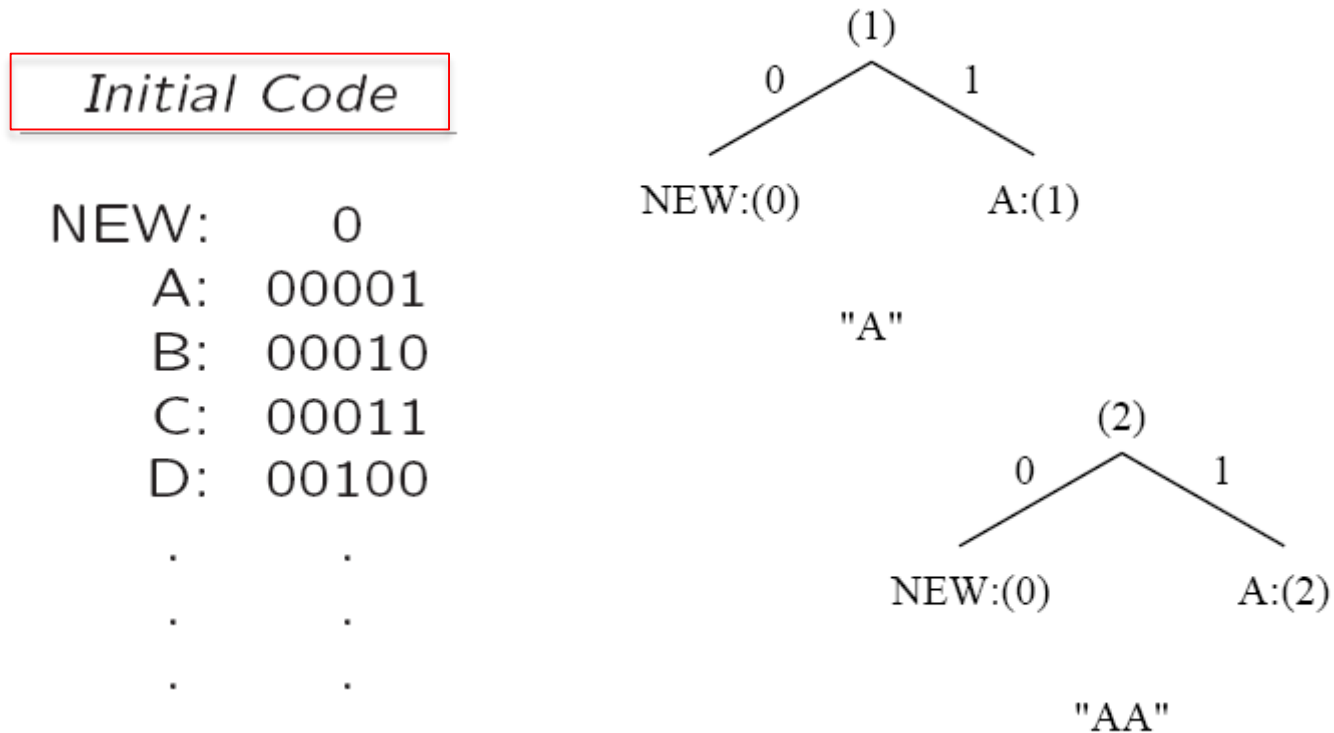 Initial Code
NEW: 0
A: 00001
B: 00010
C: 00011
D: 00100
. .
. .
. .
(1)
0 1
NEW:(0) A:(1)
"A"
(2)
0 1
NEW:(0) A:(2)
"AA"